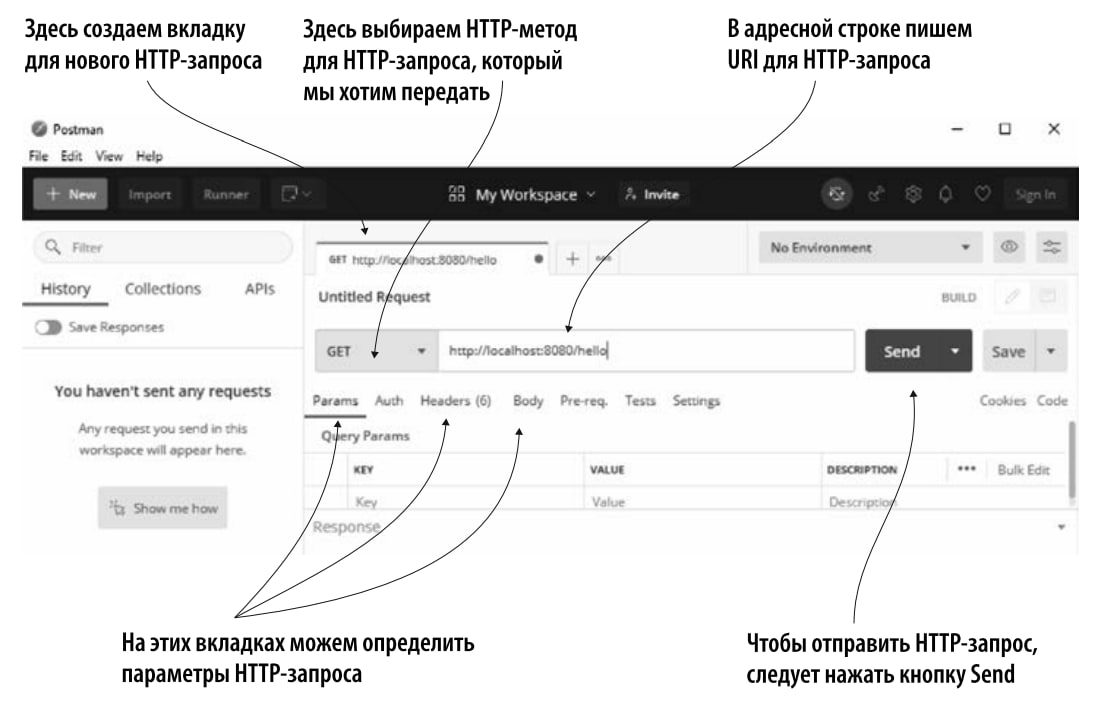 Здесь создаем вкладку
для нового HTTP-запроса
Здесь выбираем HTTP-метод
для HTTP-запроса, который
мы хотим передать
В адресной строке пишем
URI для HTTP-запроса
Postman
File Edit View Help
+ New Import Runner
My Workspace
Invite
Sign In
Filter
History Collections APIs
Save Responses
You haven't sent any requests
Any request you send in this
workspace will appear here.
Show me how
GET http://localhost:8080/hello
No Environment
Untitled Request
BUILD
GET http://localhost:8080/hello
Send Save
Params Auth Headers (6) Body Pre-req. Tests Settings
Cookies Code
Query Params
KEY VALUE DESCRIPTION ••• Bulk Edit
Key Value Description
Response
На этих вкладках можем определить
параметры HTTP-запроса
Чтобы отправить HTTP-запрос,
следует нажать кнопку Send